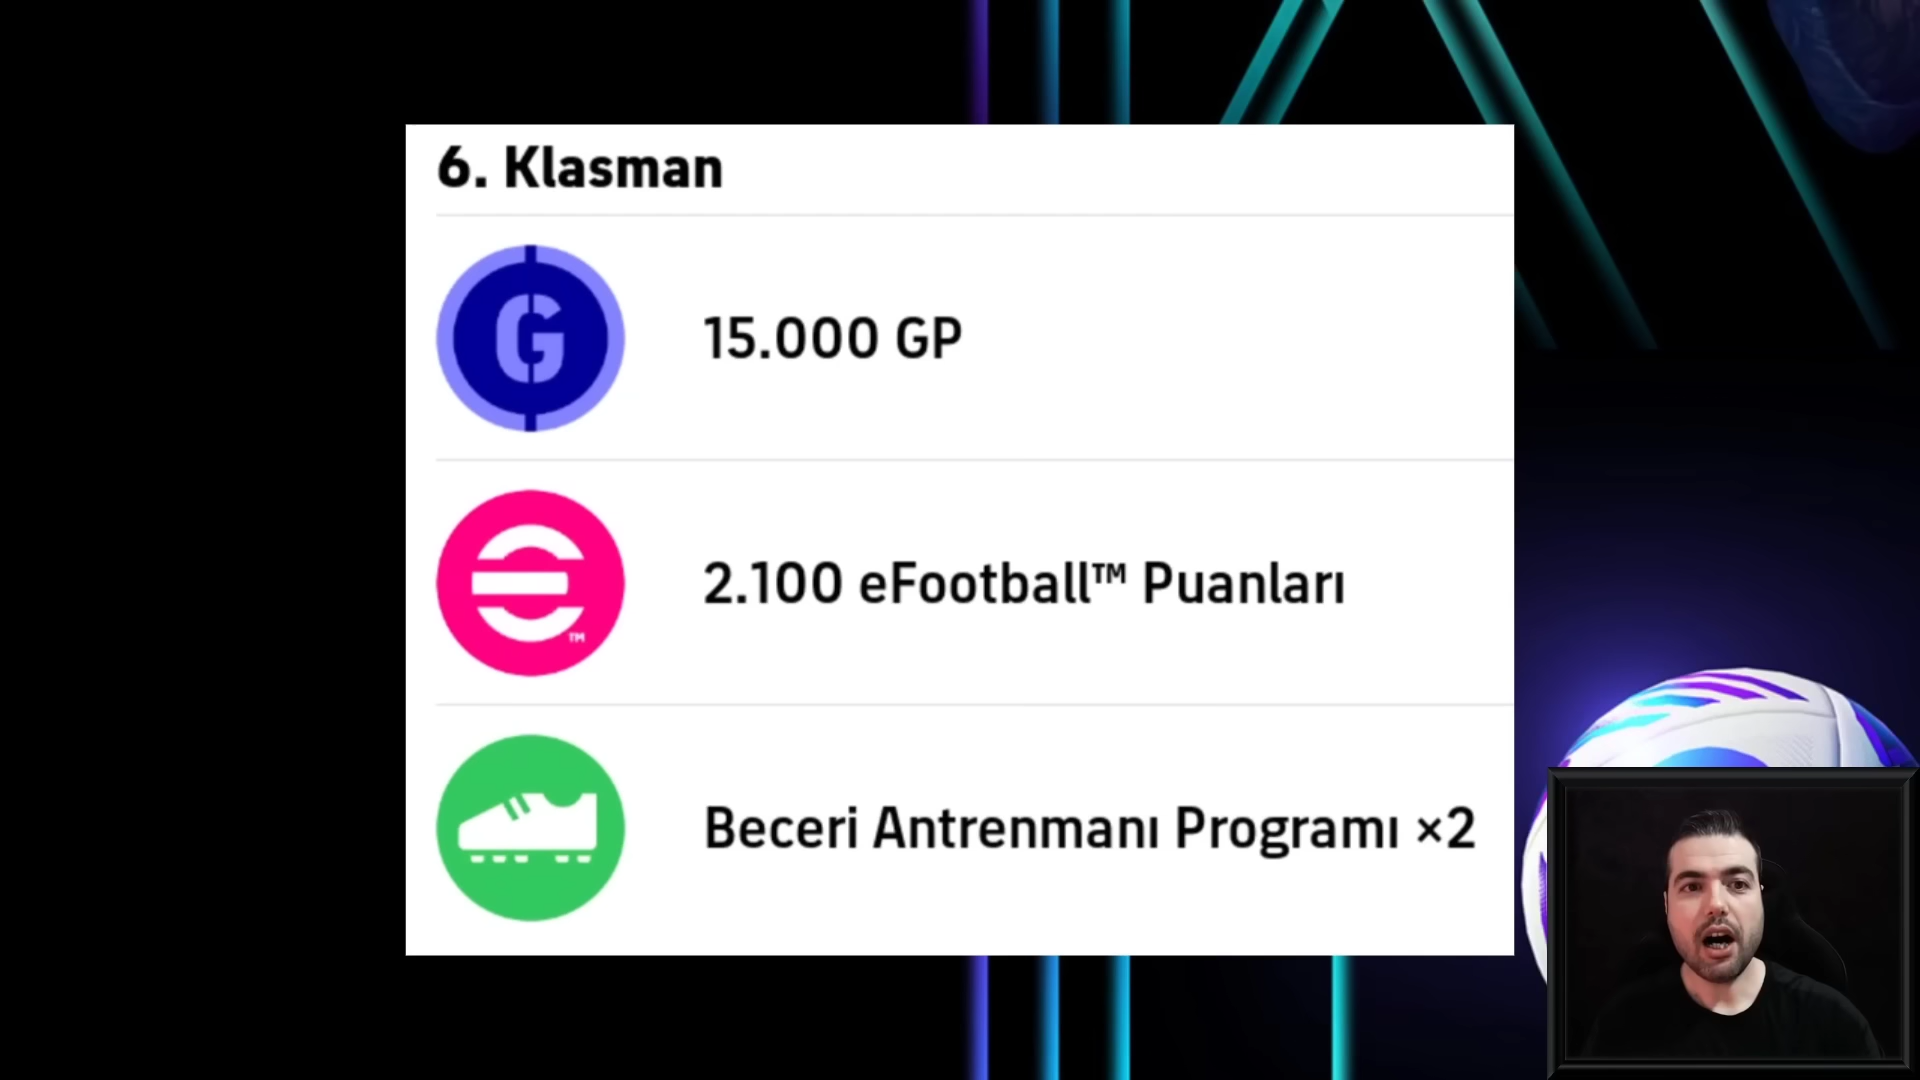 6. Klasman
15.000 GP
2.100 eFootball™ Puanları
Beceri Antrenmanı Programı ×2